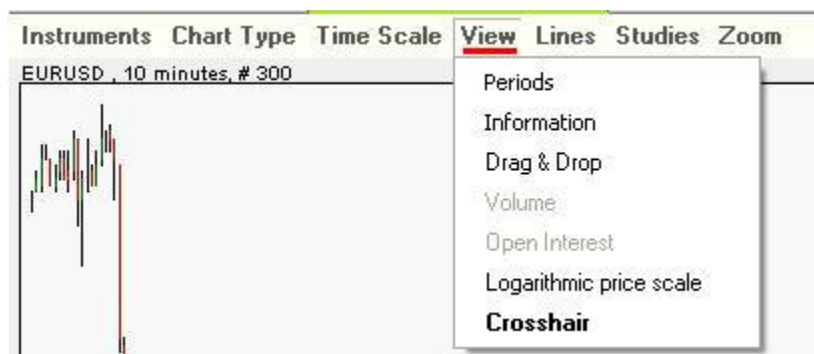 Instruments Chart Type Time Scale View Lines Studies Zoom
EURUSD , 10 minutes, # 300
Periods
Information
Drag & Drop
Volume
Open Interest
Logarithmic price scale
Crosshair